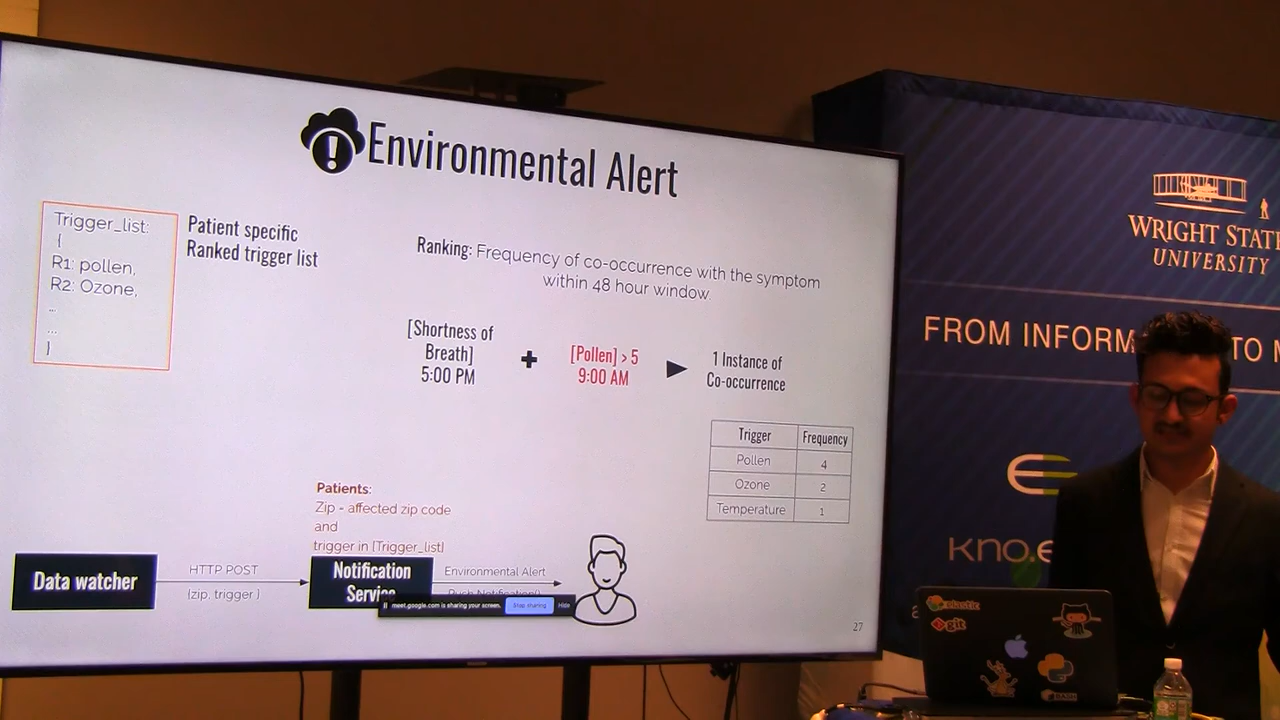 Environmental Alert
Trigger_list:
{
R1: pollen,
R2: Ozone,
...
...
}
Patient specific
Ranked trigger list
Ranking: Frequency of co-occurrence with the symptom
within 48 hour window.
[Shortness of
Breath]
5:00 PM
+
[Pollen] > 5
9:00 AM
1 Instance of
Co-occurrence
Trigger Frequency
Pollen 4
Ozone 2
Temperature 1
Patients:
Zip - affected zip code
and
trigger in [Trigger_list]
Data watcher
HTTP POST
{zip, trigger }
Notification
Service
Environmental Alert
meet.google.com is sharing your screen.
Stop sharing
Hide
27
WRIGHT STATE
UNIVERSITY
FROM INFORM
TO M
kno.e
elastic
git
BASH